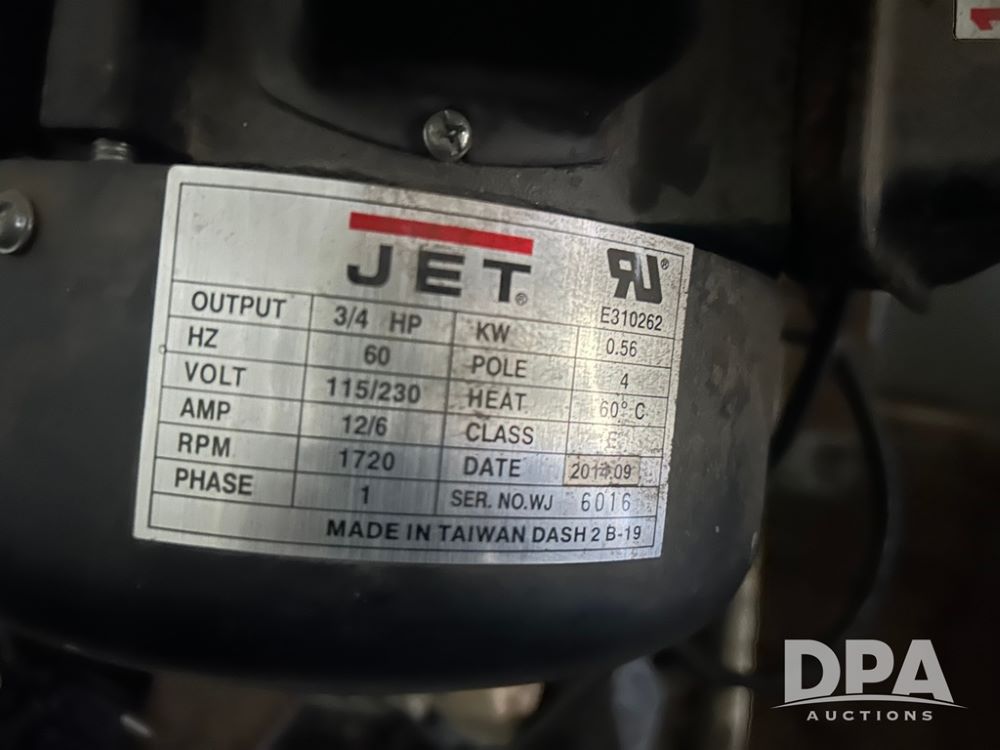 JET®
RU®
E310262
OUTPUT 3/4 HP KW 0.56
HZ 60 POLE 4
VOLT 115/230 HEAT 60°C
AMP 12/6 CLASS E
RPM 1720 DATE
PHASE 1 SER. NO. WJ 6016
MADE IN TAIWAN DASH 2 B-19
DPA
AUCTIONS